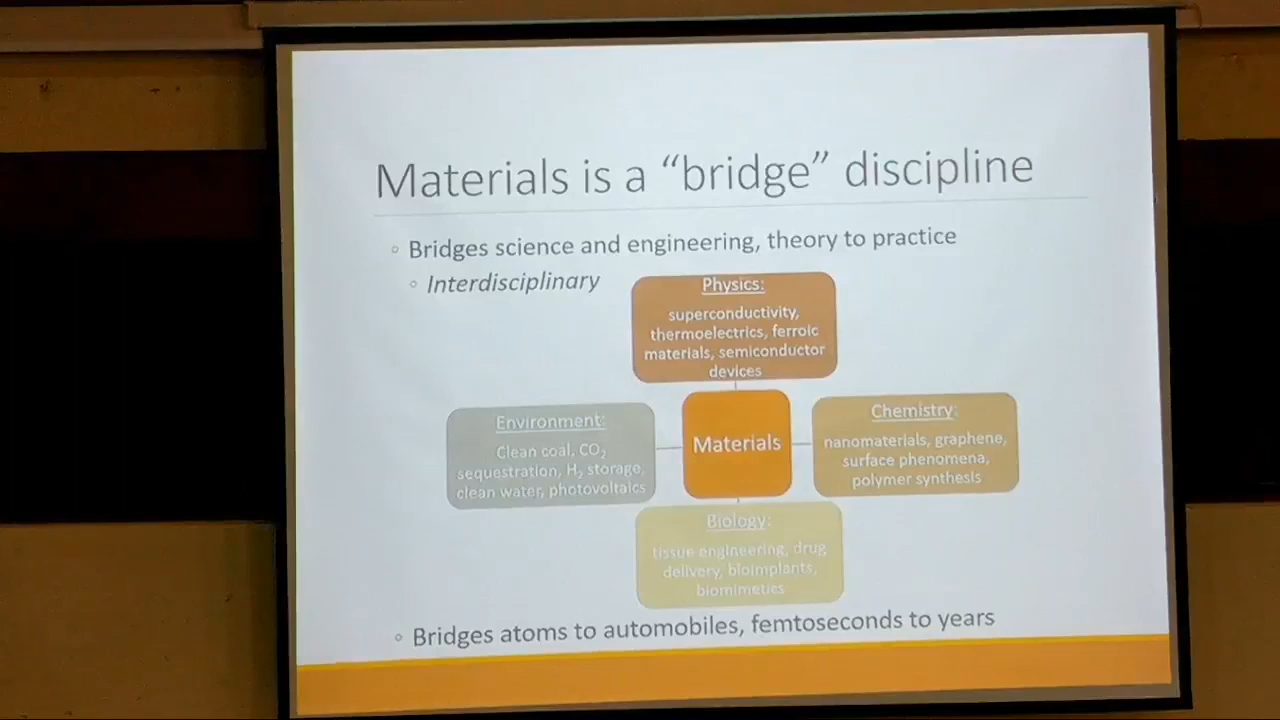 Materials is a “bridge” discipline
◦ Bridges science and engineering, theory to practice
◦ Interdisciplinary
Physics:
superconductivity,
thermoelectrics, ferroic
materials, semiconductor
devices
Environment:
Clean coal, CO₂
sequestration, H₂ storage,
clean water, photovoltaics
Materials
Chemistry:
nanomaterials, graphene,
surface phenomena,
polymer synthesis
Biology:
tissue engineering, drug
delivery, bioimplants,
biomimetics
◦ Bridges atoms to automobiles, femtoseconds to years